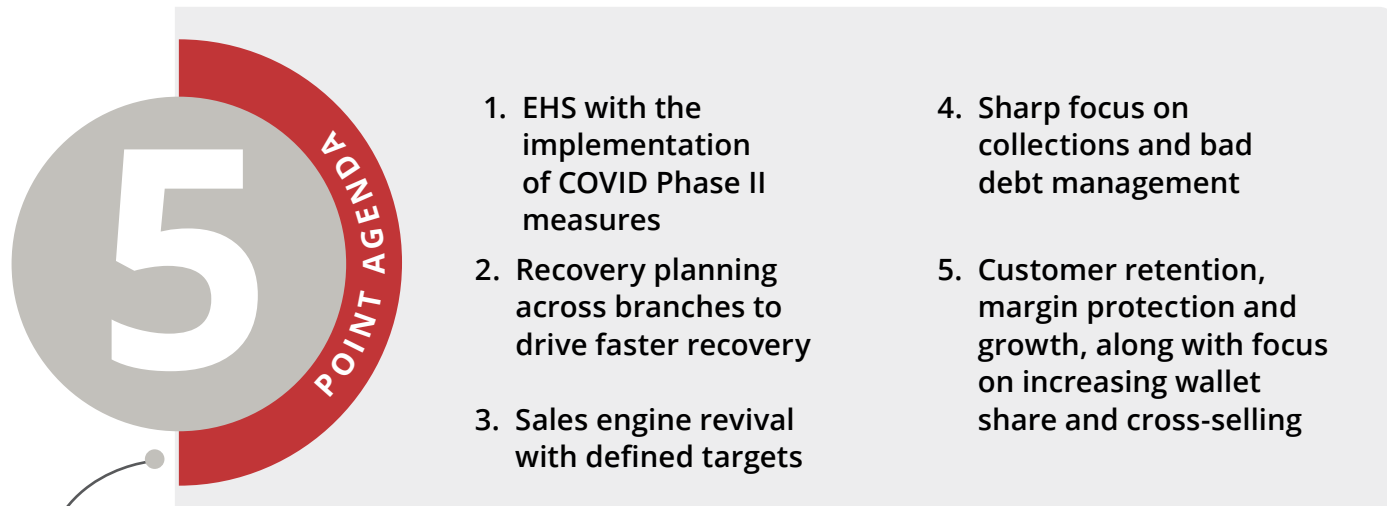 5
POINT AGENDA
1. EHS with the
implementation
of COVID Phase II
measures
2. Recovery planning
across branches to
drive faster recovery
3. Sales engine revival
with defined targets
4. Sharp focus on
collections and bad
debt management
5. Customer retention,
margin protection and
growth, along with focus
on increasing wallet
share and cross-selling